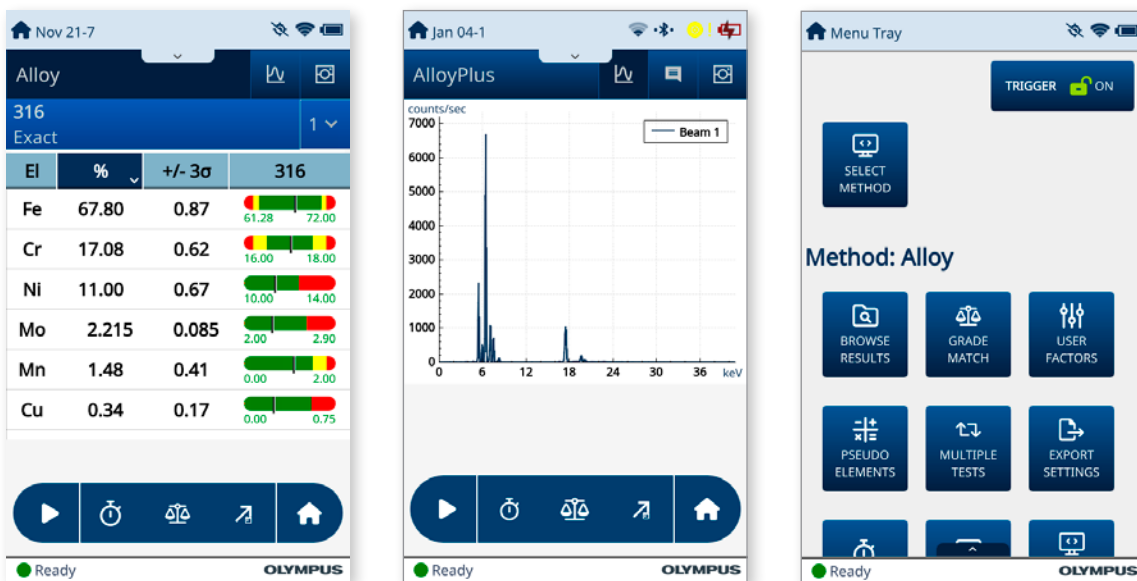 Nov 21-7
Alloy
316
Exact
1
El % +/- 3σ 316
Fe 67.80 0.87 61.28 72.00
Cr 17.08 0.62 16.00 18.00
Ni 11.00 0.67 10.00 14.00
Mo 2.215 0.085 2.00 2.90
Mn 1.48 0.41 0.00 2.00
Cu 0.34 0.17 0.00 0.75
Ready OLYMPUS
Jan 04-1
AlloyPlus
counts/sec
7000
Beam 1
6000
5000
4000
3000
2000
1000
0
0 6 12 18 24 30 36 keV
Ready OLYMPUS
Menu Tray
TRIGGER ON
SELECT
METHOD
Method: Alloy
BROWSE
RESULTS
GRADE
MATCH
USER
FACTORS
PSEUDO
ELEMENTS
MULTIPLE
TESTS
EXPORT
SETTINGS
Ready OLYMPUS